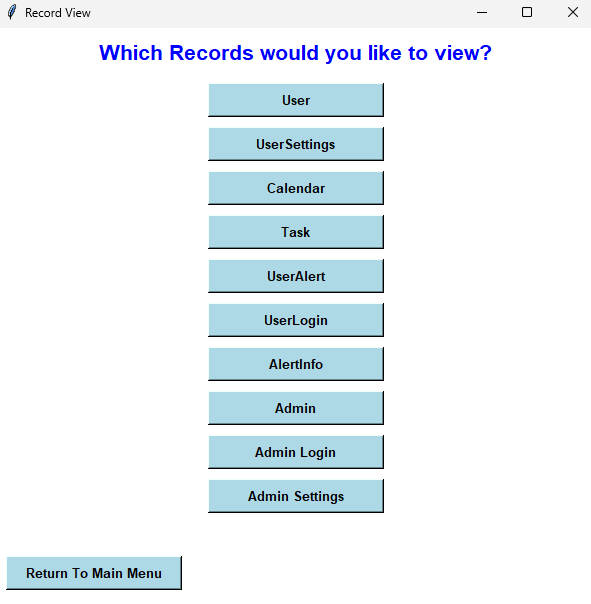 Record View
Which Records would you like to view?
User
UserSettings
Calendar
Task
UserAlert
UserLogin
AlertInfo
Admin
Admin Login
Admin Settings
Return To Main Menu